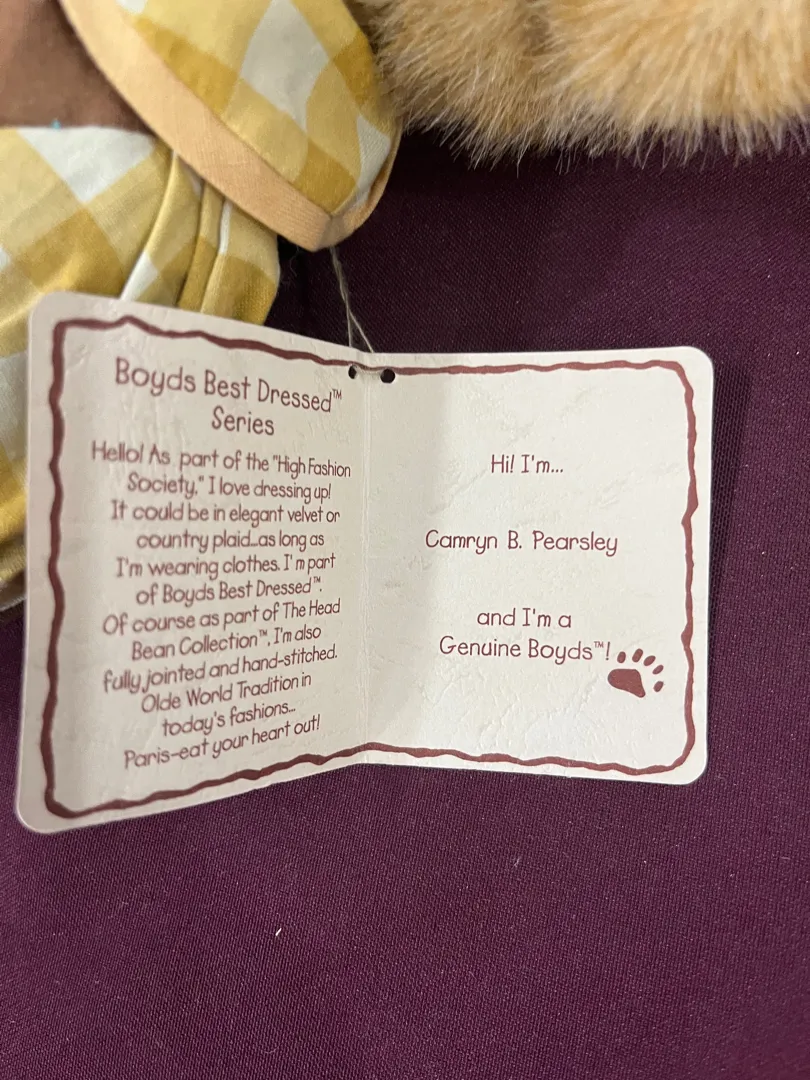 Boyds Best Dressed™
Series
Hello! As part of the "High Fashion
Society," I love dressing up!
It could be in elegant velvet or
country plaid...as long as
I'm wearing clothes. I'm part
of Boyds Best Dressed™.
Of course as part of The Head
Bean Collection™, I'm also
fully jointed and hand-stitched.
Olde World Tradition in
today's fashions...
Paris-eat your heart out!
Hi! I'm...
Camryn B. Pearsley
and I'm a
Genuine Boyds™!